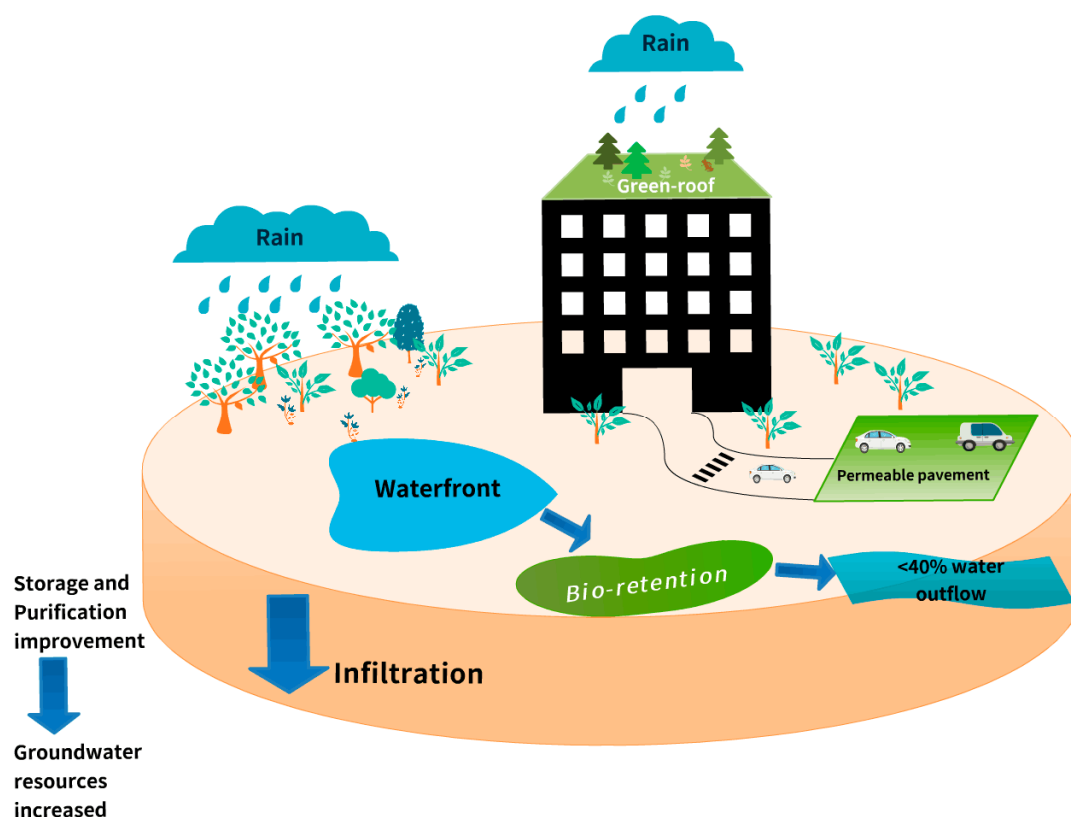 Rain
Green-roof
Rain
Waterfront
Permeable pavement
Bio-retention
<40% water
outflow
Storage and
Purification
improvement
Infiltration
Groundwater
resources
increased